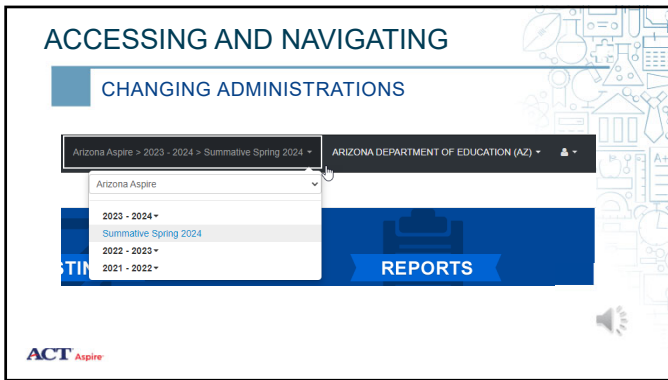 ACCESSING AND NAVIGATING
CHANGING ADMINISTRATIONS
Arizona Aspire > 2023 - 2024 > Summative Spring 2024 ARIZONA DEPARTMENT OF EDUCATION (AZ)
Arizona Aspire
2023 - 2024
Summative Spring 2024
2022 - 2023
2021 - 2022
STIN REPORTS
A+
ACT Aspire